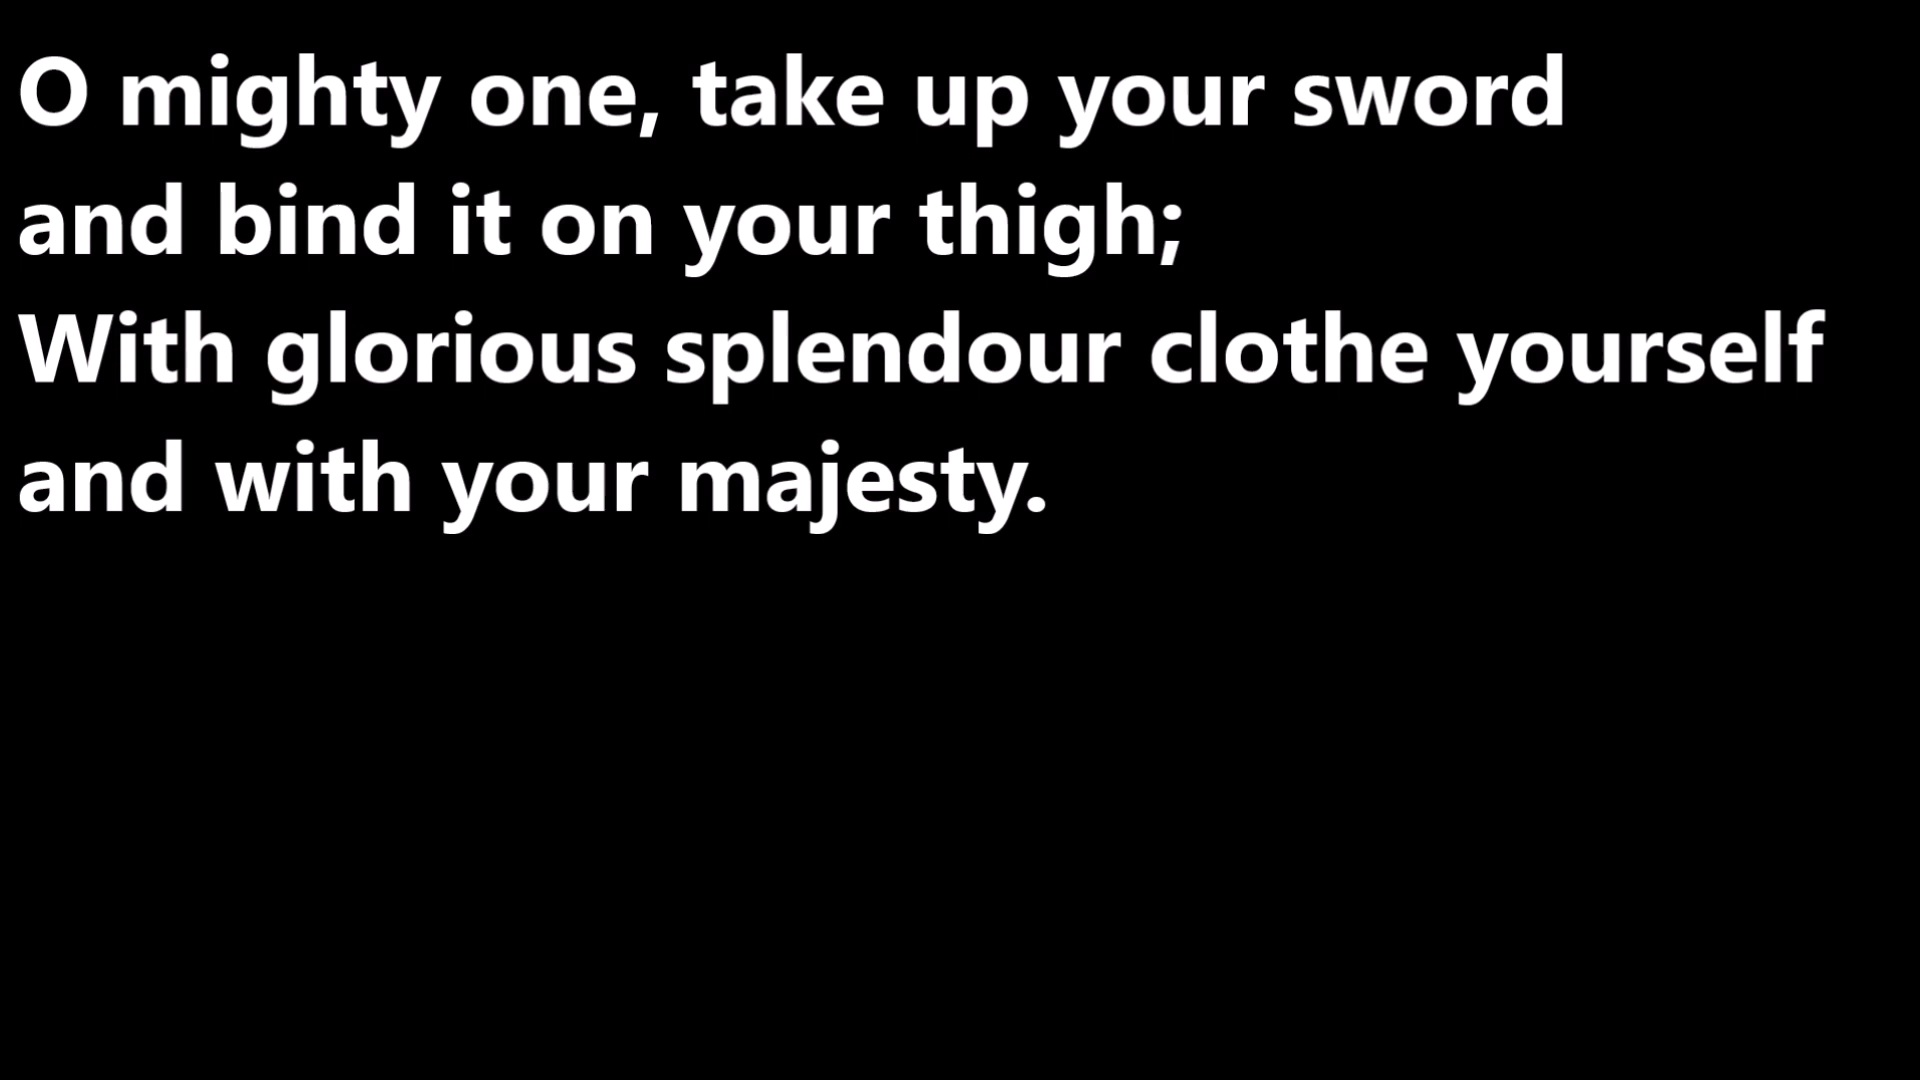 O mighty one, take up your sword
and bind it on your thigh;
With glorious splendour clothe yourself
and with your majesty.